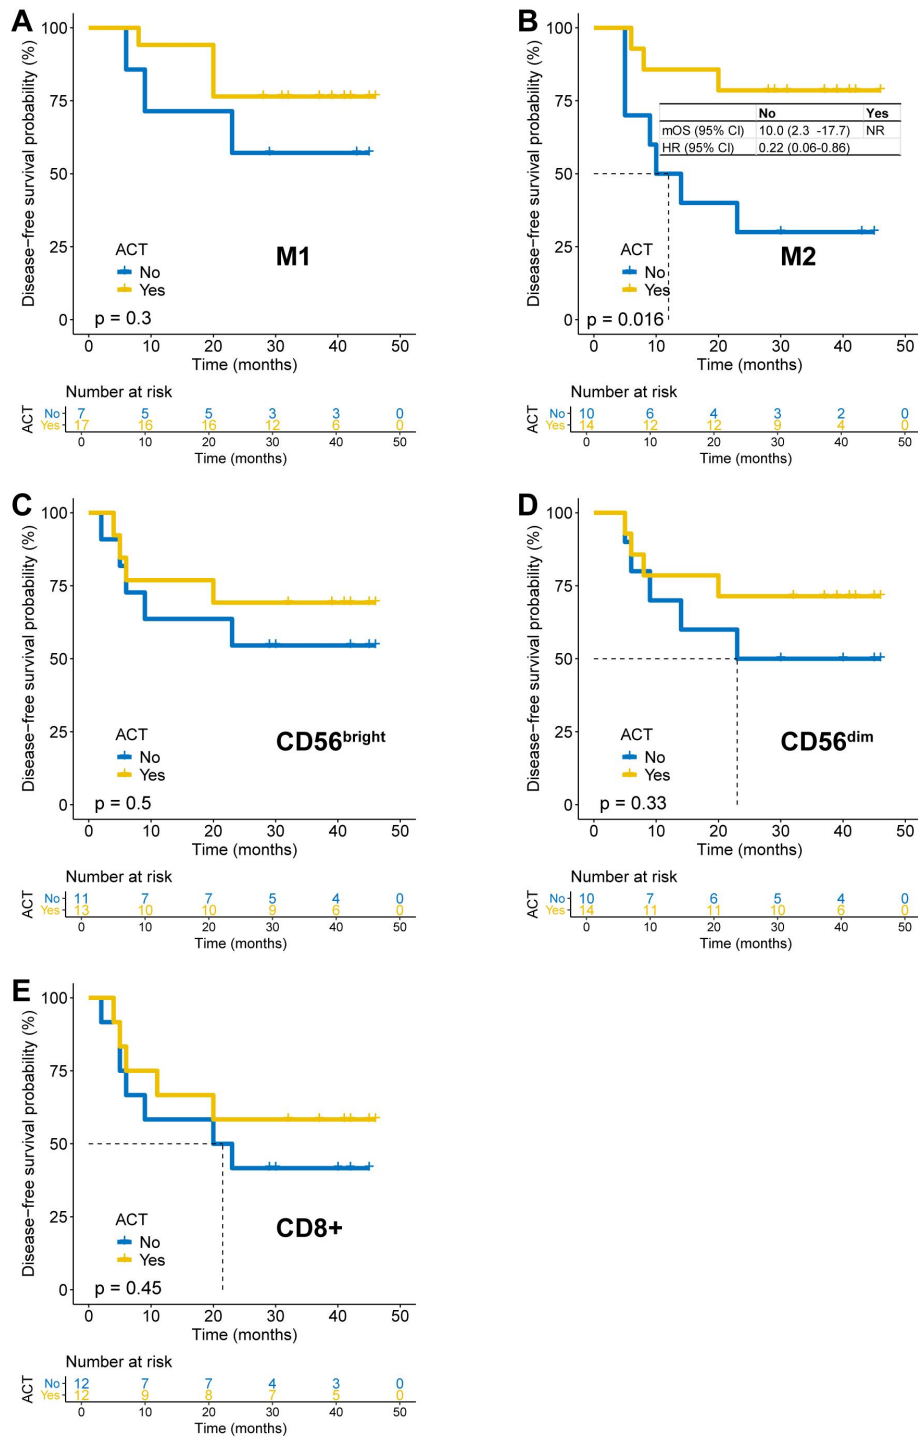 A
Disease−free survival probability (%)
100
75
50
25
0
ACT
No
Yes
M1
p = 0.3
0 10 20 30 40 50
Time (months)
Number at risk
ACT
No 7 5 5 3 3 0
Yes 17 16 16 12 6 0
0 10 20 30 40 50
Time (months)
B
Disease−free survival probability (%)
100
75
50
25
0
No Yes
mOS (95% CI) 10.0 (2.3 -17.7) NR
HR (95% CI) 0.22 (0.06-0.86)
ACT
No
Yes
M2
p = 0.016
0 10 20 30 40 50
Time (months)
Number at risk
ACT
No 10 6 4 3 2 0
Yes 14 12 12 9 4 0
0 10 20 30 40 50
Time (months)
C
Disease−free survival probability (%)
100
75
50
25
0
ACT
No
Yes
CD56bright
p = 0.5
0 10 20 30 40 50
Time (months)
Number at risk
ACT
No 11 7 7 5 4 0
Yes 13 10 10 9 6 0
0 10 20 30 40 50
Time (months)
D
Disease−free survival probability (%)
100
75
50
25
0
ACT
No
Yes
CD56dim
p = 0.33
0 10 20 30 40 50
Time (months)
Number at risk
ACT
No 10 7 6 5 4 0
Yes 14 11 11 10 6 0
0 10 20 30 40 50
Time (months)
E
Disease−free survival probability (%)
100
75
50
25
0
ACT
No
Yes
CD8+
p = 0.45
0 10 20 30 40 50
Time (months)
Number at risk
ACT
No 12 7 7 4 3 0
Yes 12 9 8 7 5 0
0 10 20 30 40 50
Time (months)